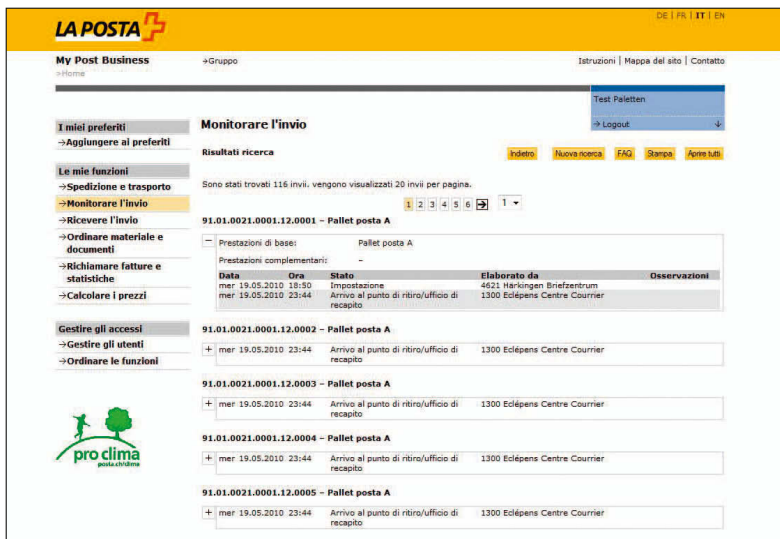 DE | FR | IT | EN
LA POSTA
My Post Business
→Gruppo
Istruzioni | Mappa del sito | Contatto
>Home
Test Paletten
→ Logout
I miei preferiti
→Aggiungere ai preferiti
Le mie funzioni
→Spedizione e trasporto
→Monitorare l'invio
→Ricevere l'invio
→Ordinare materiale e
documenti
→Richiamare fatture e
statistiche
→Calcolare i prezzi
Gestire gli accessi
→Gestire gli utenti
→Ordinare le funzioni
pro clima
posta.ch/clima
Monitorare l'invio
Risultati ricerca
Indietro Nuova ricerca FAQ Stampa Aprire tutti
Sono stati trovati 116 invii. vengono visualizzati 20 invii per pagina.
1 2 3 4 5 6 → 1
91.01.0021.0001.12.0001 – Pallet posta A
Prestazioni di base: Pallet posta A
Prestazioni complementari: –
Data Ora Stato Elaborato da Osservazioni
mer 19.05.2010 18:50 Impostazione 4621 Härkingen Briefzentrum
mer 19.05.2010 23:44 Arrivo al punto di ritiro/ufficio di 1300 Eclépens Centre Courrier
recapito
91.01.0021.0001.12.0002 – Pallet posta A
+ mer 19.05.2010 23:44 Arrivo al punto di ritiro/ufficio di 1300 Eclépens Centre Courrier
recapito
91.01.0021.0001.12.0003 – Pallet posta A
+ mer 19.05.2010 23:44 Arrivo al punto di ritiro/ufficio di 1300 Eclépens Centre Courrier
recapito
91.01.0021.0001.12.0004 – Pallet posta A
+ mer 19.05.2010 23:44 Arrivo al punto di ritiro/ufficio di 1300 Eclépens Centre Courrier
recapito
91.01.0021.0001.12.0005 – Pallet posta A
+ mer 19.05.2010 23:44 Arrivo al punto di ritiro/ufficio di 1300 Eclépens Centre Courrier
recapito